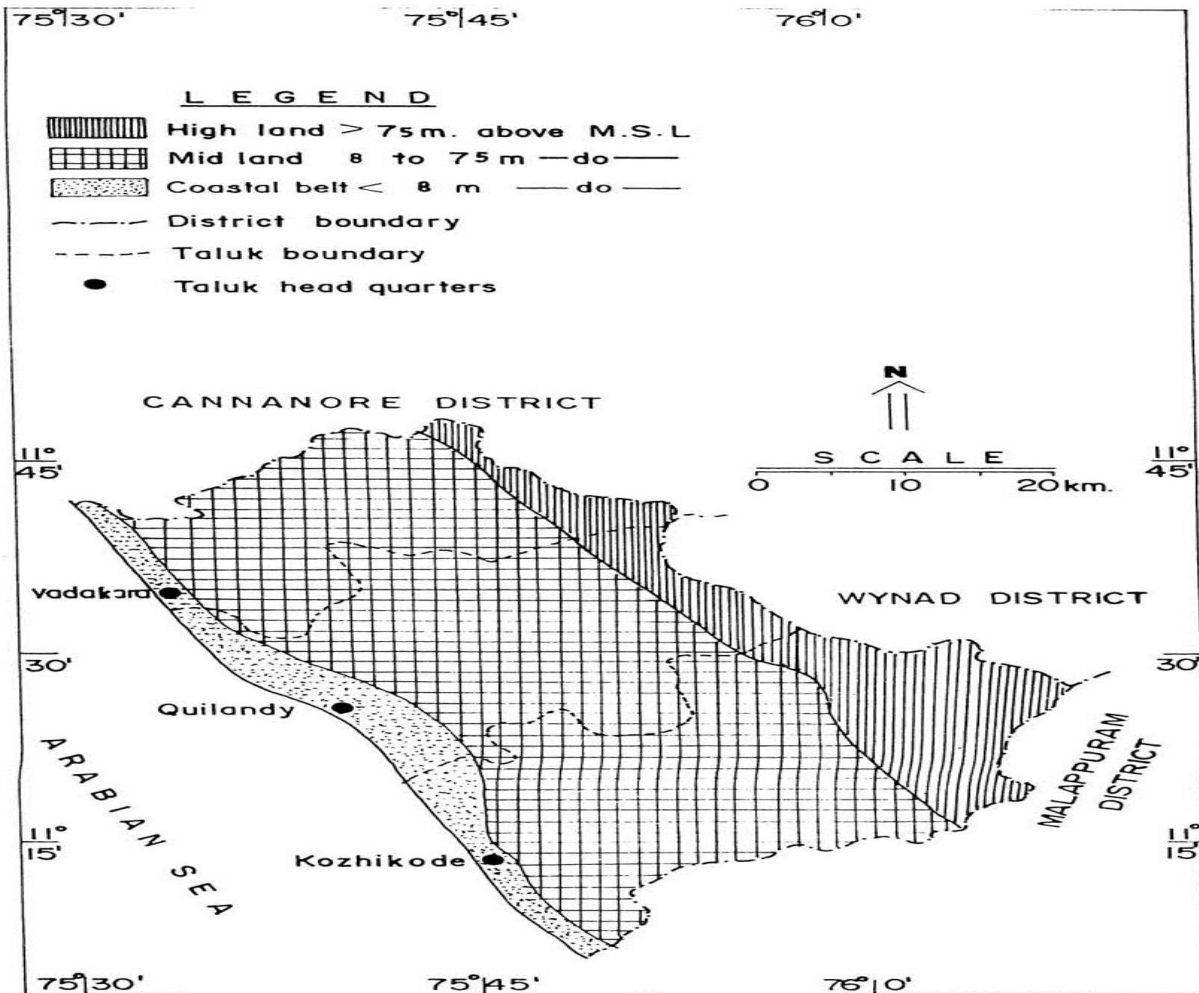 75°30' 75°45' 76°10'
LEGEND
High land > 75m. above M.S.L
Mid land 8 to 75m —do—
Coastal belt < 8 m —do—
District boundary
Taluk boundary
Taluk head quarters
N
CANNANORE DISTRICT
11° 45'
SCALE
0 10 20km.
11° 45'
Vadakara
WYNAD DISTRICT
30'
30'
Quilandy
ARABIAN SEA
MALAPPURAM
DISTRICT
11° 15'
Kozhikode
11° 15'
75°30' 75°45' 76°10'